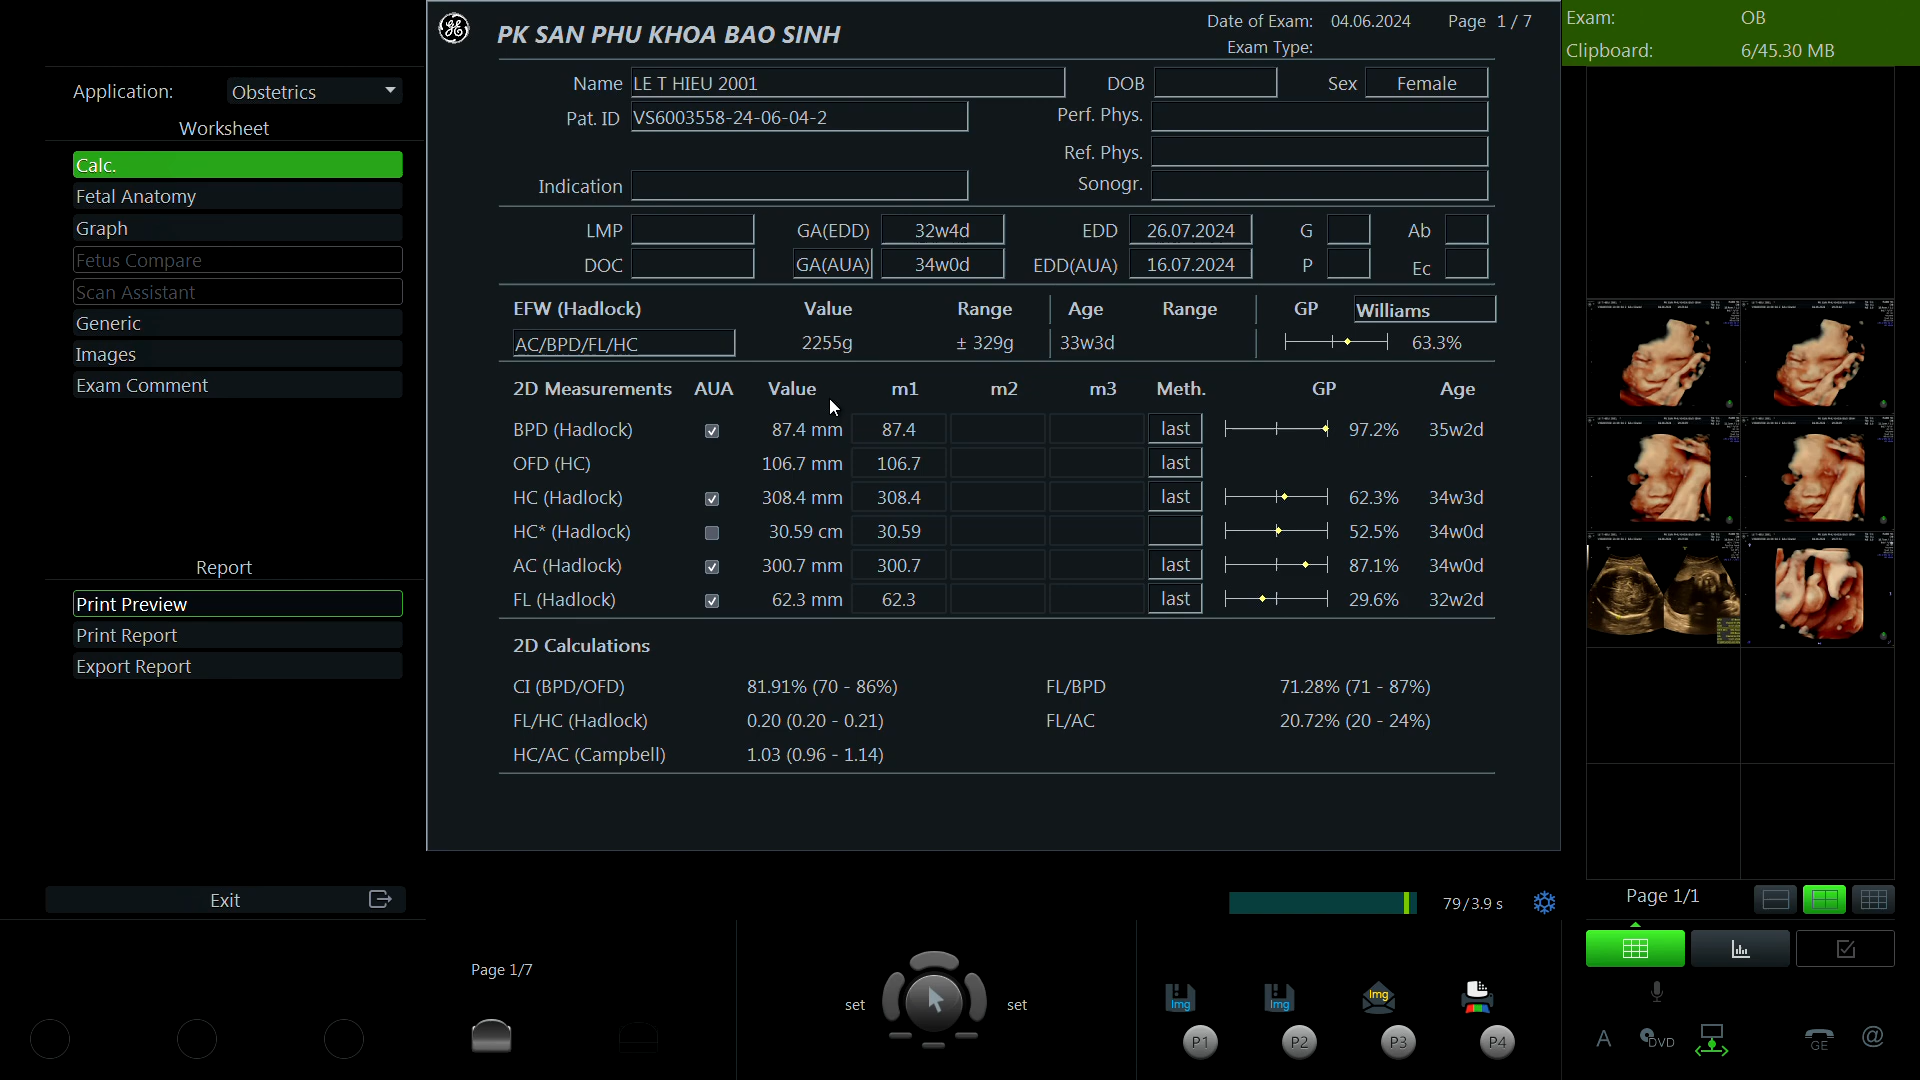 PK SAN PHU KHOA BAO SINH
Date of Exam: 04.06.2024 Page 1 / 7
Exam Type:
Exam: OB
Clipboard: 6/45.30 MB
Application: Obstetrics
Worksheet
Calc.
Fetal Anatomy
Graph
Fetus Compare
Scan Assistant
Generic
Images
Exam Comment
Report
Print Preview
Print Report
Export Report
Exit
Name LE T HIEU 2001 DOB Sex Female
Pat. ID VS6003558-24-06-04-2 Perf. Phys.
Ref. Phys.
Indication Sonogr.
LMP GA(EDD) 32w4d EDD 26.07.2024 G Ab
DOC GA(AUA) 34w0d EDD(AUA) 16.07.2024 P Ec
EFW (Hadlock) Value Range Age Range GP Williams
AC/BPD/FL/HC 2255g ± 329g 33w3d 63.3%
2D Measurements AUA Value m1 m2 m3 Meth. GP Age
BPD (Hadlock) 87.4 mm 87.4 last 97.2% 35w2d
OFD (HC) 106.7 mm 106.7 last
HC (Hadlock) 308.4 mm 308.4 last 62.3% 34w3d
HC* (Hadlock) 30.59 cm 30.59 52.5% 34w0d
AC (Hadlock) 300.7 mm 300.7 last 87.1% 34w0d
FL (Hadlock) 62.3 mm 62.3 last 29.6% 32w2d
2D Calculations
CI (BPD/OFD) 81.91% (70 - 86%) FL/BPD 71.28% (71 - 87%)
FL/HC (Hadlock) 0.20 (0.20 - 0.21) FL/AC 20.72% (20 - 24%)
HC/AC (Campbell) 1.03 (0.96 - 1.14)
79/3.9 s
Page 1/1
Page 1/7
set set
Img Img Img
P1 P2 P3 P4
A DVD GE @